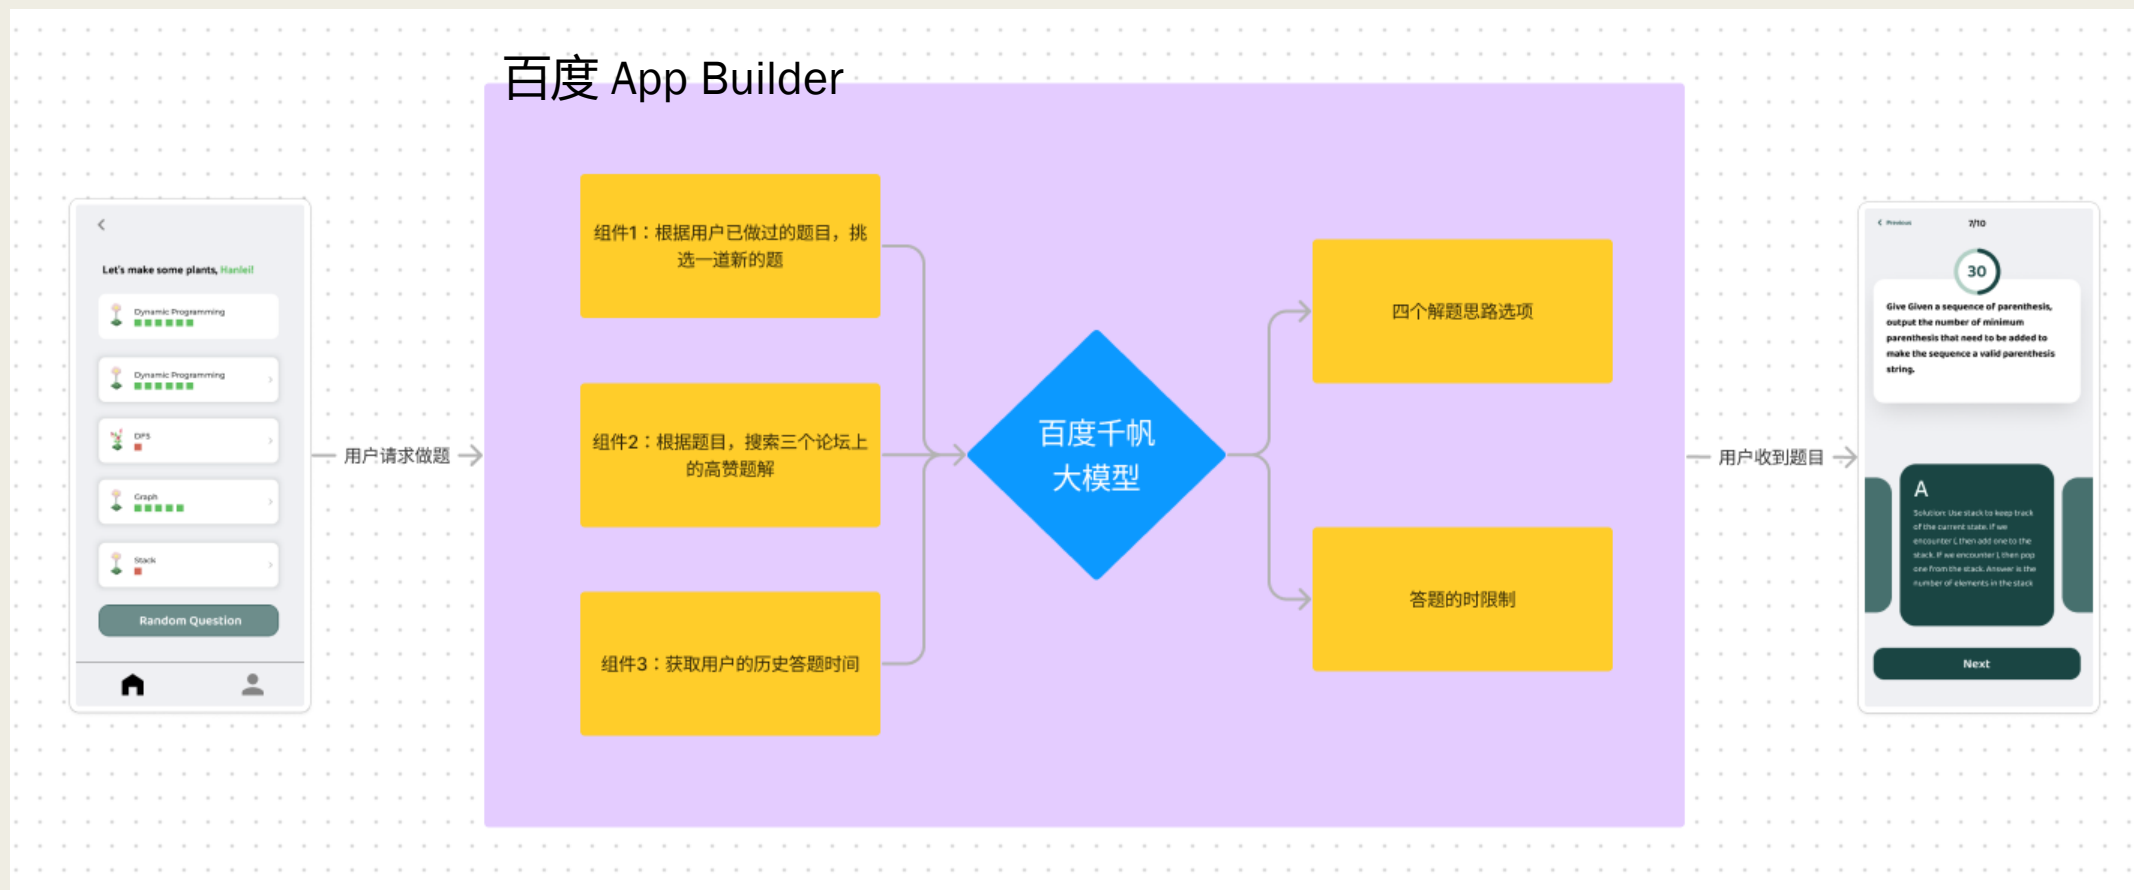 百度 App Builder
Let's make some plants, Hanlei!
Dynamic Programming
Dynamic Programming
DFS
Graph
Stack
Random Question
用户请求做题
组件1：根据用户已做过的题目，挑
选一道新的题
组件2：根据题目，搜索三个论坛上
的高赞题解
组件3：获取用户的历史答题时间
百度千帆
大模型
四个解题思路选项
答题的时限制
用户收到题目
Previous
7/10
30
Give Given a sequence of parenthesis,
output the number of minimum
parenthesis that need to be added to
make the sequence a valid parenthesis
string.
A
Solution: Use stack to keep track
of the current state. If we
encounter (, then add one to the
stack. If we encounter ), then pop
one from the stack. Answer is the
number of elements in the stack
Next